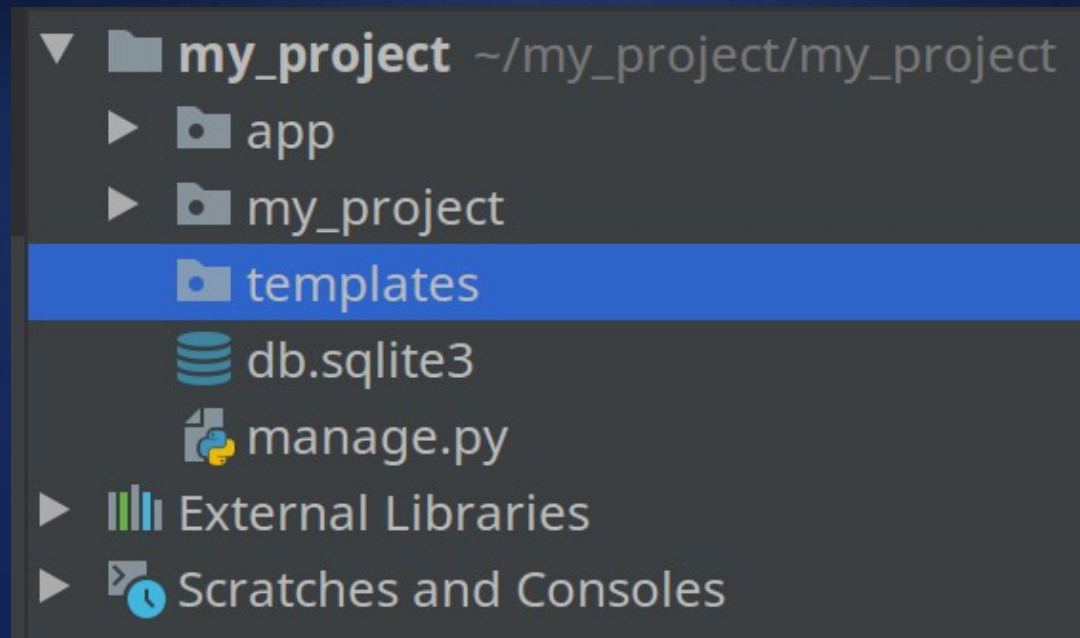 my_project ~/my_project/my_project
app
my_project
templates
db.sqlite3
manage.py
External Libraries
Scratches and Consoles